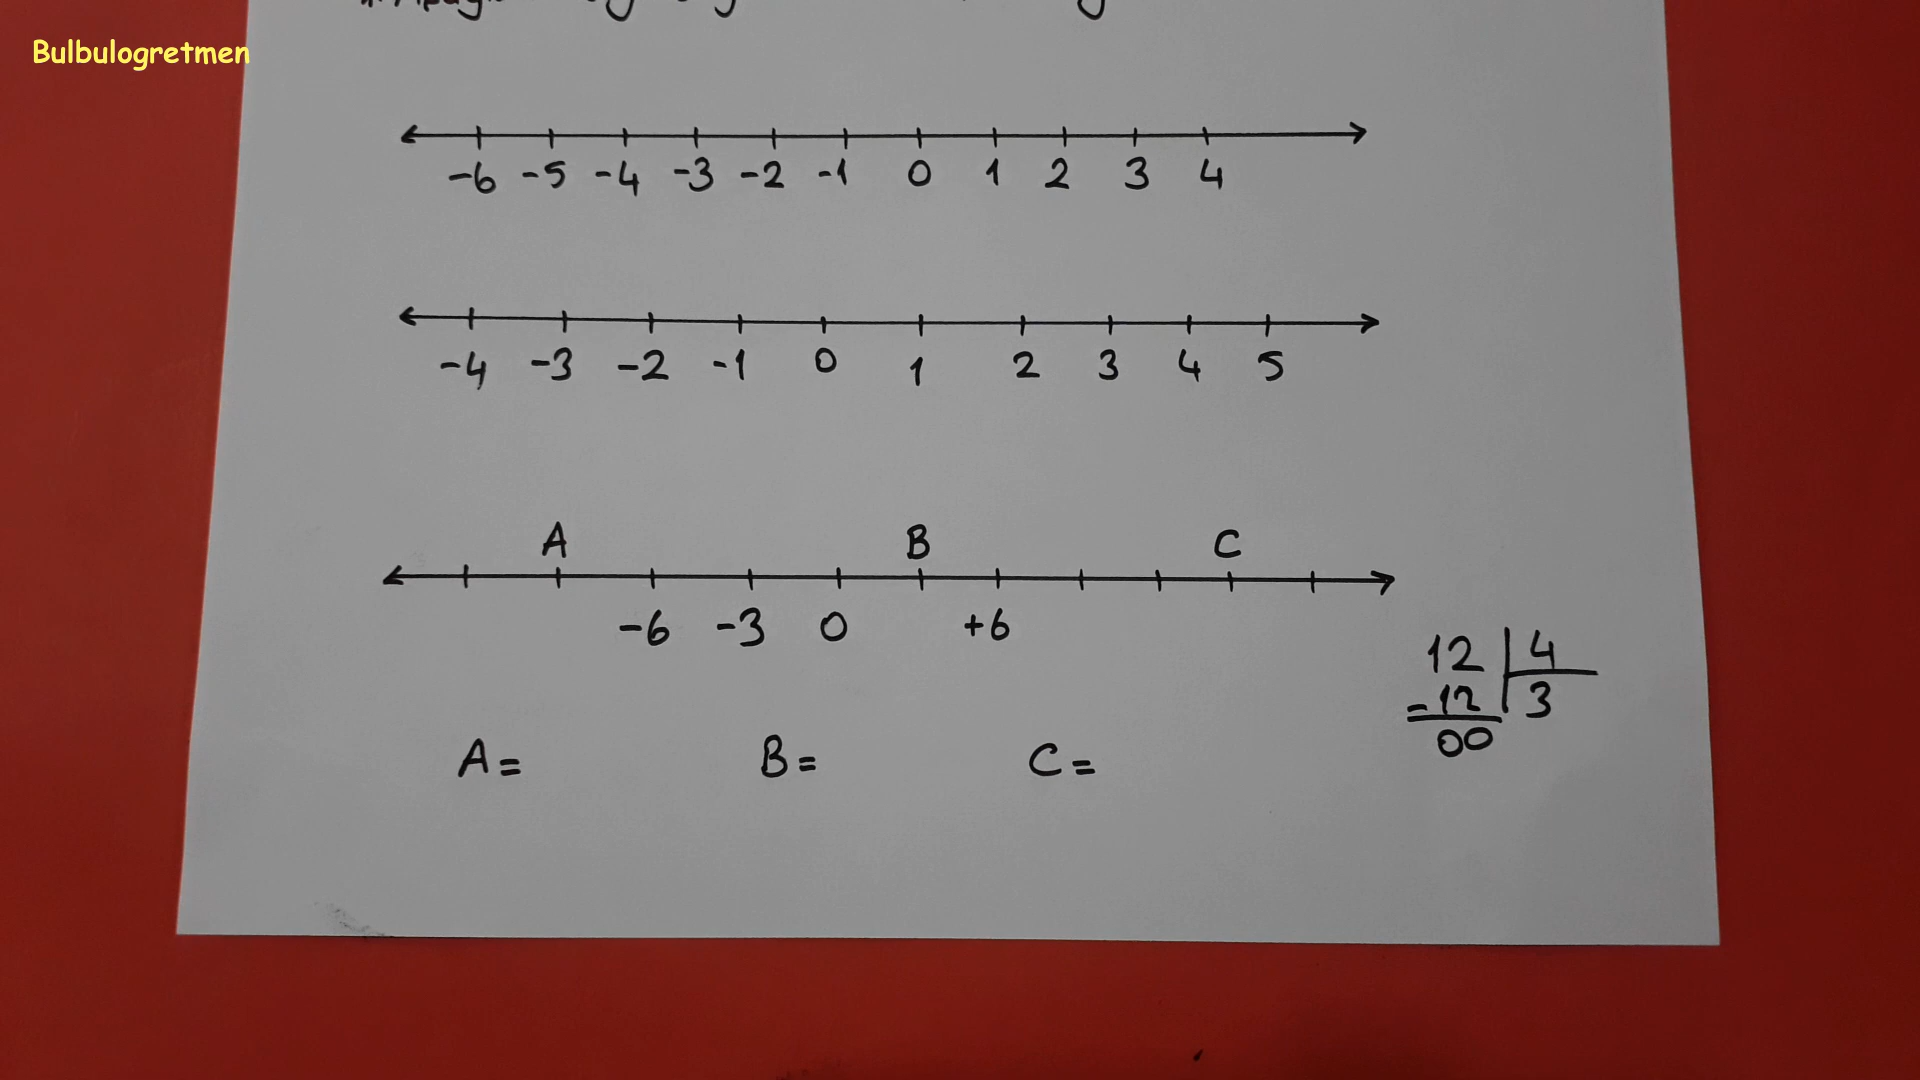 Bulbulogretmen
-6 -5 -4 -3 -2 -1 0 1 2 3 4
-4 -3 -2 -1 0 1 2 3 4 5
A B C
-6 -3 0 +6
12 4
-12 3
00
A= B= C=